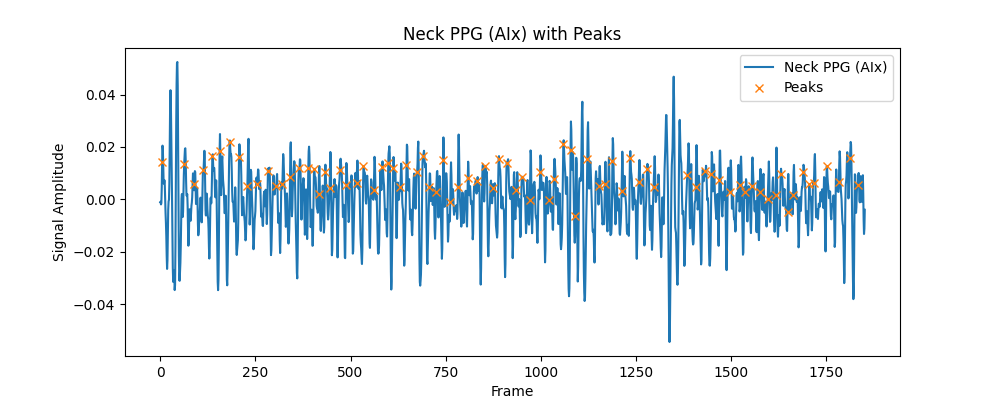 Neck PPG (AIx) with Peaks
Neck PPG (AIx)
Peaks
Signal Amplitude
0.04
0.02
0.00
−0.02
−0.04
0 250 500 750 1000 1250 1500 1750
Frame